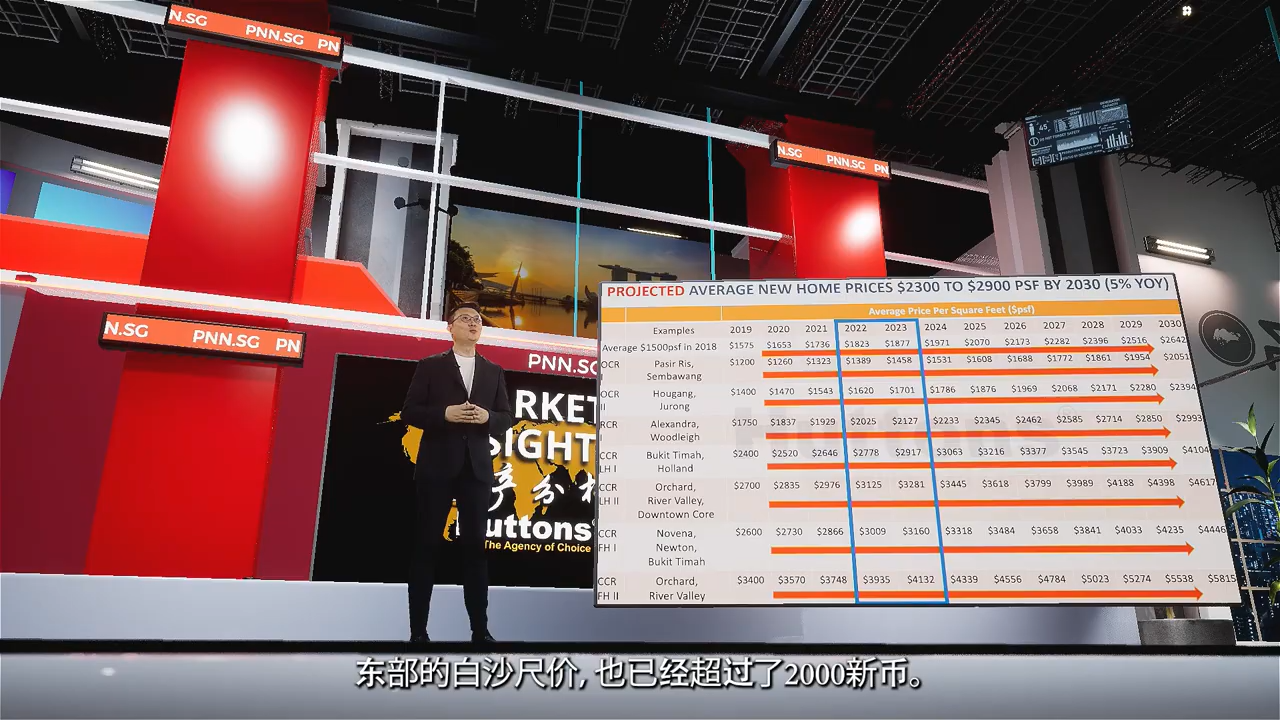 N.SG PNN.SG PN
N.SG PNN.SG PN
N.SG PNN.SG PN
PNN.SG
RKET
SIGHT
产 分 析
Huttons
The Agency of Choice
PROJECTED AVERAGE NEW HOME PRICES $2300 TO $2900 PSF BY 2030 (5% YOY)
Average Price Per Square Feet ($psf)
Examples 2019 2020 2021 2022 2023 2024 2025 2026 2027 2028 2029 2030
Average $1500psf in 2018 $1575 $1653 $1736 $1823 $1877 $1971 $2070 $2173 $2282 $2396 $2516 $2642
OCR I Pasir Ris, Sembawang $1200 $1260 $1323 $1389 $1458 $1531 $1608 $1688 $1772 $1861 $1954 $2051
OCR II Hougang, Jurong $1400 $1470 $1543 $1620 $1701 $1786 $1876 $1969 $2068 $2171 $2280 $2394
RCR I Alexandra, Woodleigh $1750 $1837 $1929 $2025 $2127 $2233 $2345 $2462 $2585 $2714 $2850 $2993
CCR LH I Bukit Timah, Holland $2400 $2520 $2646 $2778 $2917 $3063 $3216 $3377 $3545 $3723 $3909 $4104
CCR LH II Orchard, River Valley, Downtown Core $2700 $2835 $2976 $3125 $3281 $3445 $3618 $3799 $3989 $4188 $4398 $4617
CCR FH I Novena, Newton, Bukit Timah $2600 $2730 $2866 $3009 $3160 $3318 $3484 $3658 $3841 $4033 $4235 $4446
CCR FH II Orchard, River Valley $3400 $3570 $3748 $3935 $4132 $4339 $4556 $4784 $5023 $5274 $5538 $5815
东部的白沙尺价, 也已经超过了2000新币。